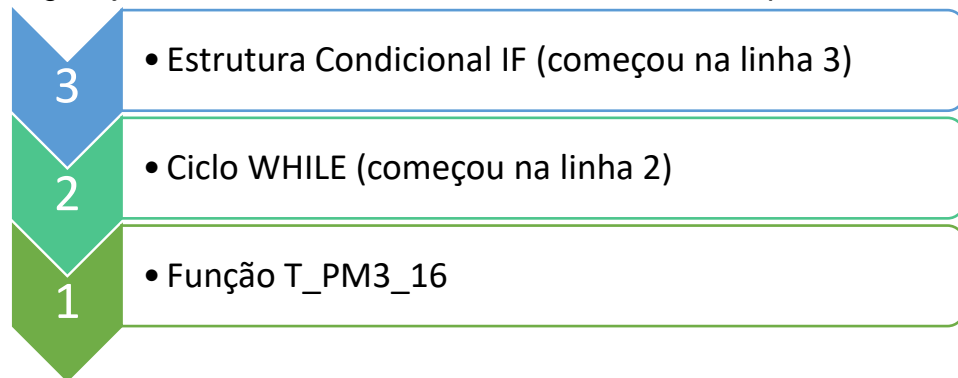 3
• Estrutura Condicional IF (começou na linha 3)
2
• Ciclo WHILE (começou na linha 2)
1
• Função T_PM3_16